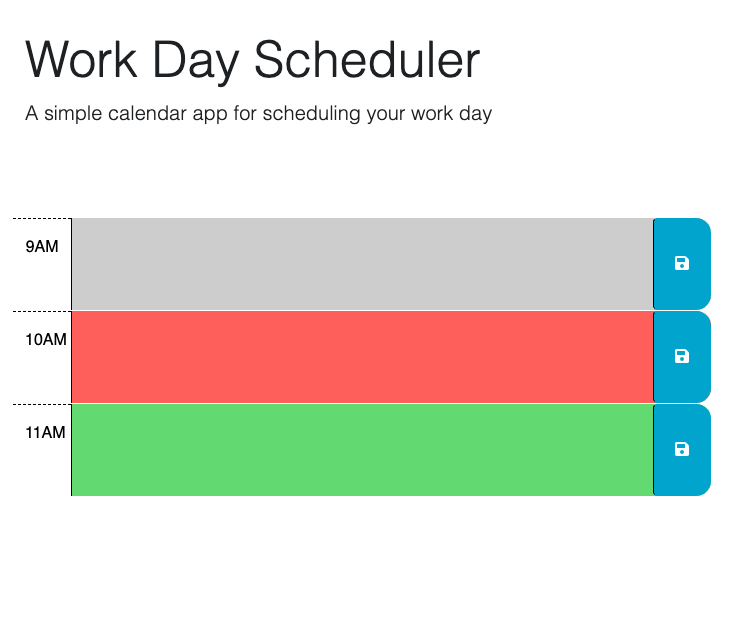 Work Day Scheduler
A simple calendar app for scheduling your work day
9AM
10AM
11AM